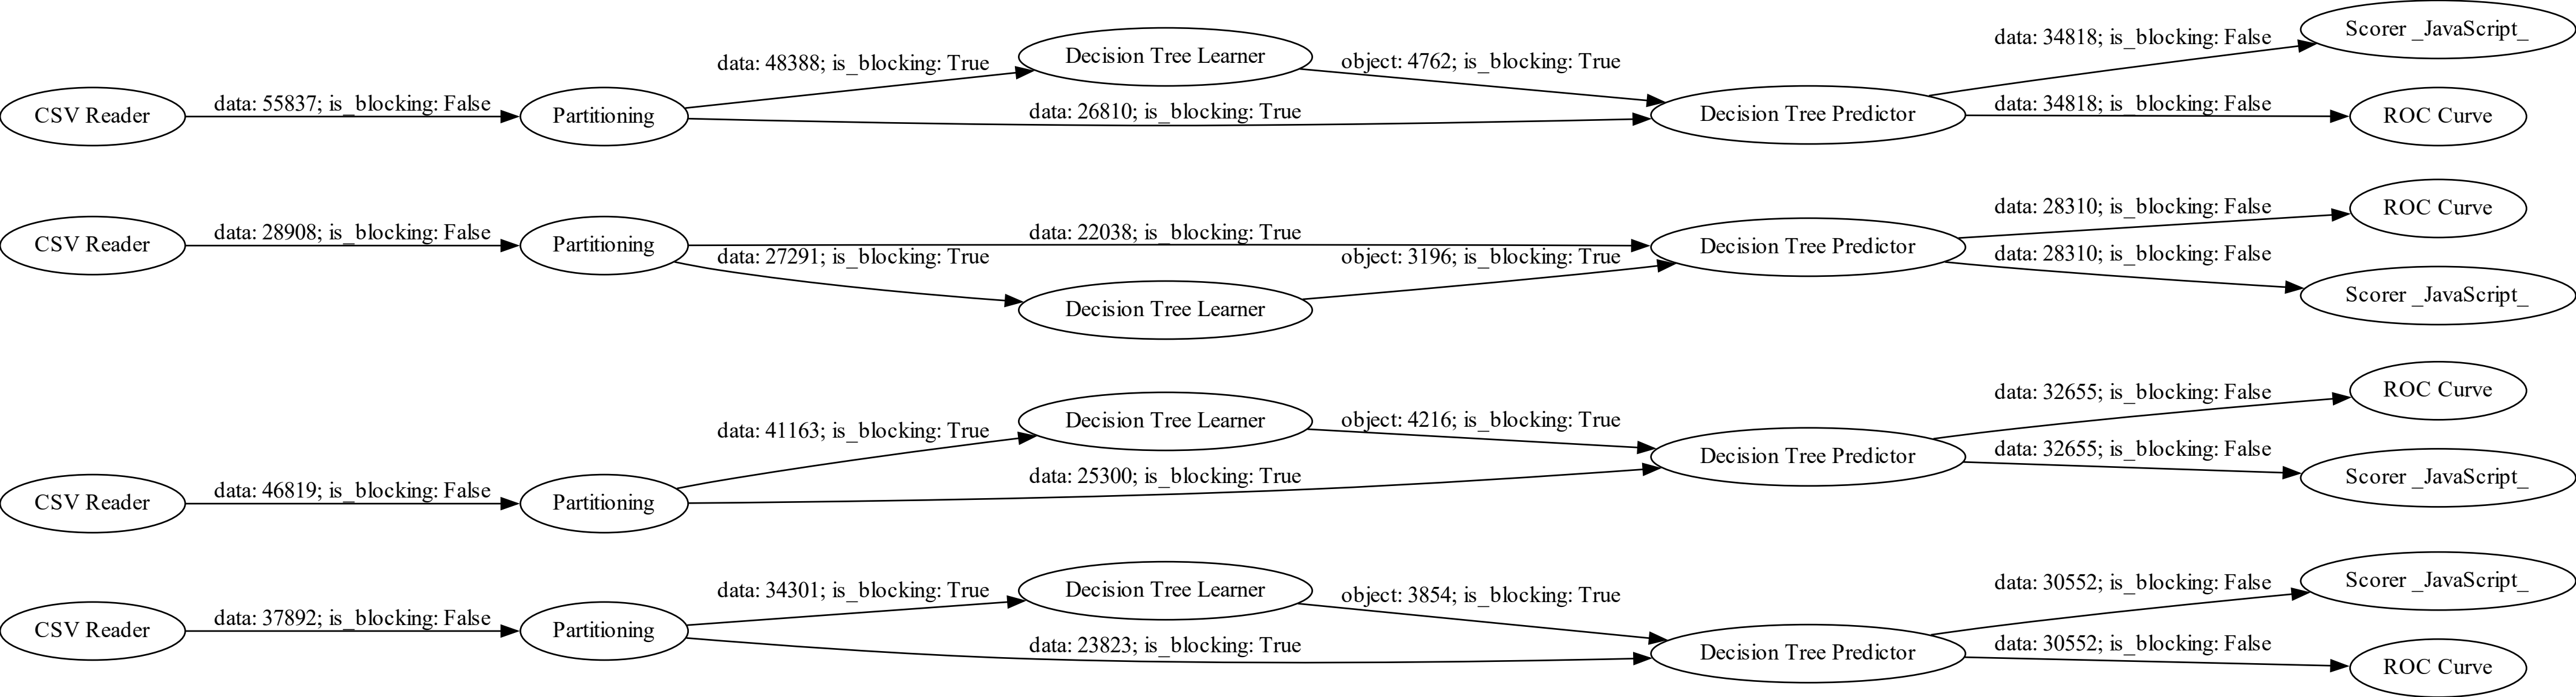 Scorer _JavaScript_
data: 34818; is_blocking: False
Decision Tree Learner
data: 48388; is_blocking: True
object: 4762; is_blocking: True
CSV Reader
data: 55837; is_blocking: False
Partitioning
data: 26810; is_blocking: True
Decision Tree Predictor
data: 34818; is_blocking: False
ROC Curve
ROC Curve
data: 28310; is_blocking: False
CSV Reader
data: 28908; is_blocking: False
Partitioning
data: 22038; is_blocking: True
Decision Tree Predictor
data: 27291; is_blocking: True
object: 3196; is_blocking: True
data: 28310; is_blocking: False
Decision Tree Learner
Scorer _JavaScript_
ROC Curve
data: 32655; is_blocking: False
Decision Tree Learner
data: 41163; is_blocking: True
object: 4216; is_blocking: True
Decision Tree Predictor
data: 32655; is_blocking: False
Scorer _JavaScript_
CSV Reader
data: 46819; is_blocking: False
Partitioning
data: 25300; is_blocking: True
Scorer _JavaScript_
data: 30552; is_blocking: False
Decision Tree Learner
data: 34301; is_blocking: True
object: 3854; is_blocking: True
CSV Reader
data: 37892; is_blocking: False
Partitioning
data: 23823; is_blocking: True
Decision Tree Predictor
data: 30552; is_blocking: False
ROC Curve